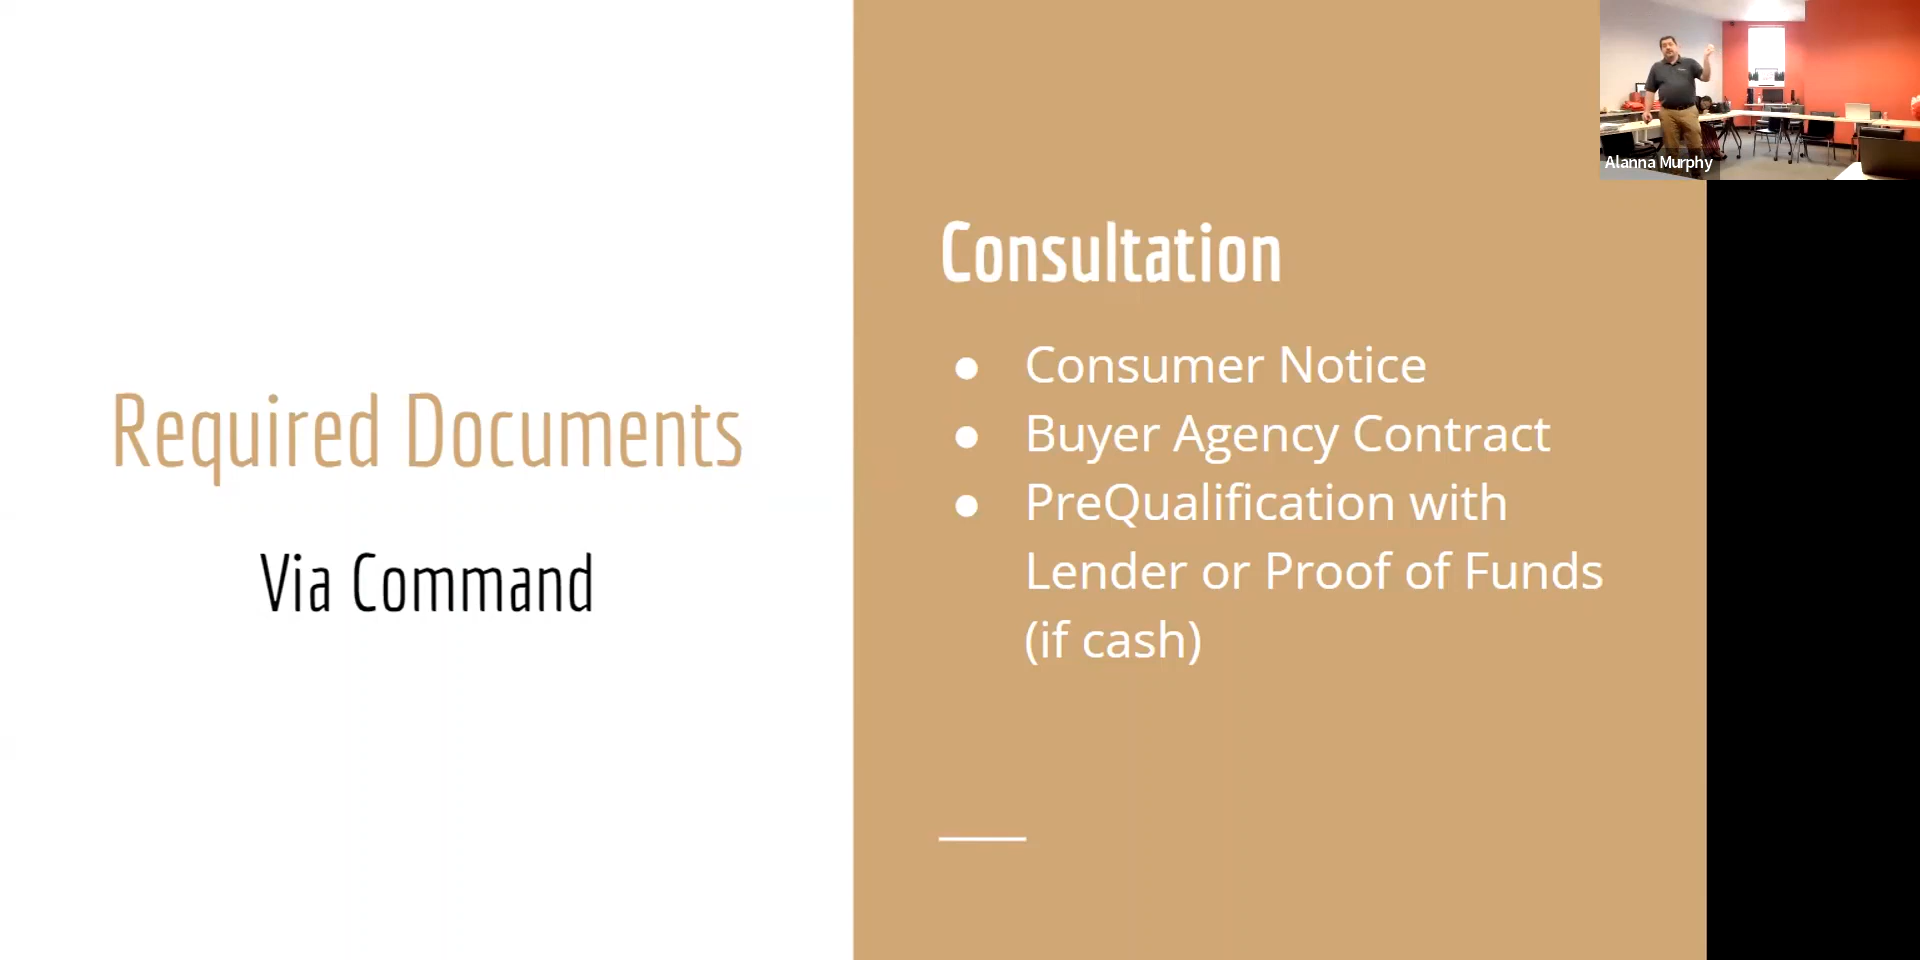 Required Documents
Via Command
Consultation
● Consumer Notice
● Buyer Agency Contract
● PreQualification with
Lender or Proof of Funds
(if cash)
Alanna Murphy